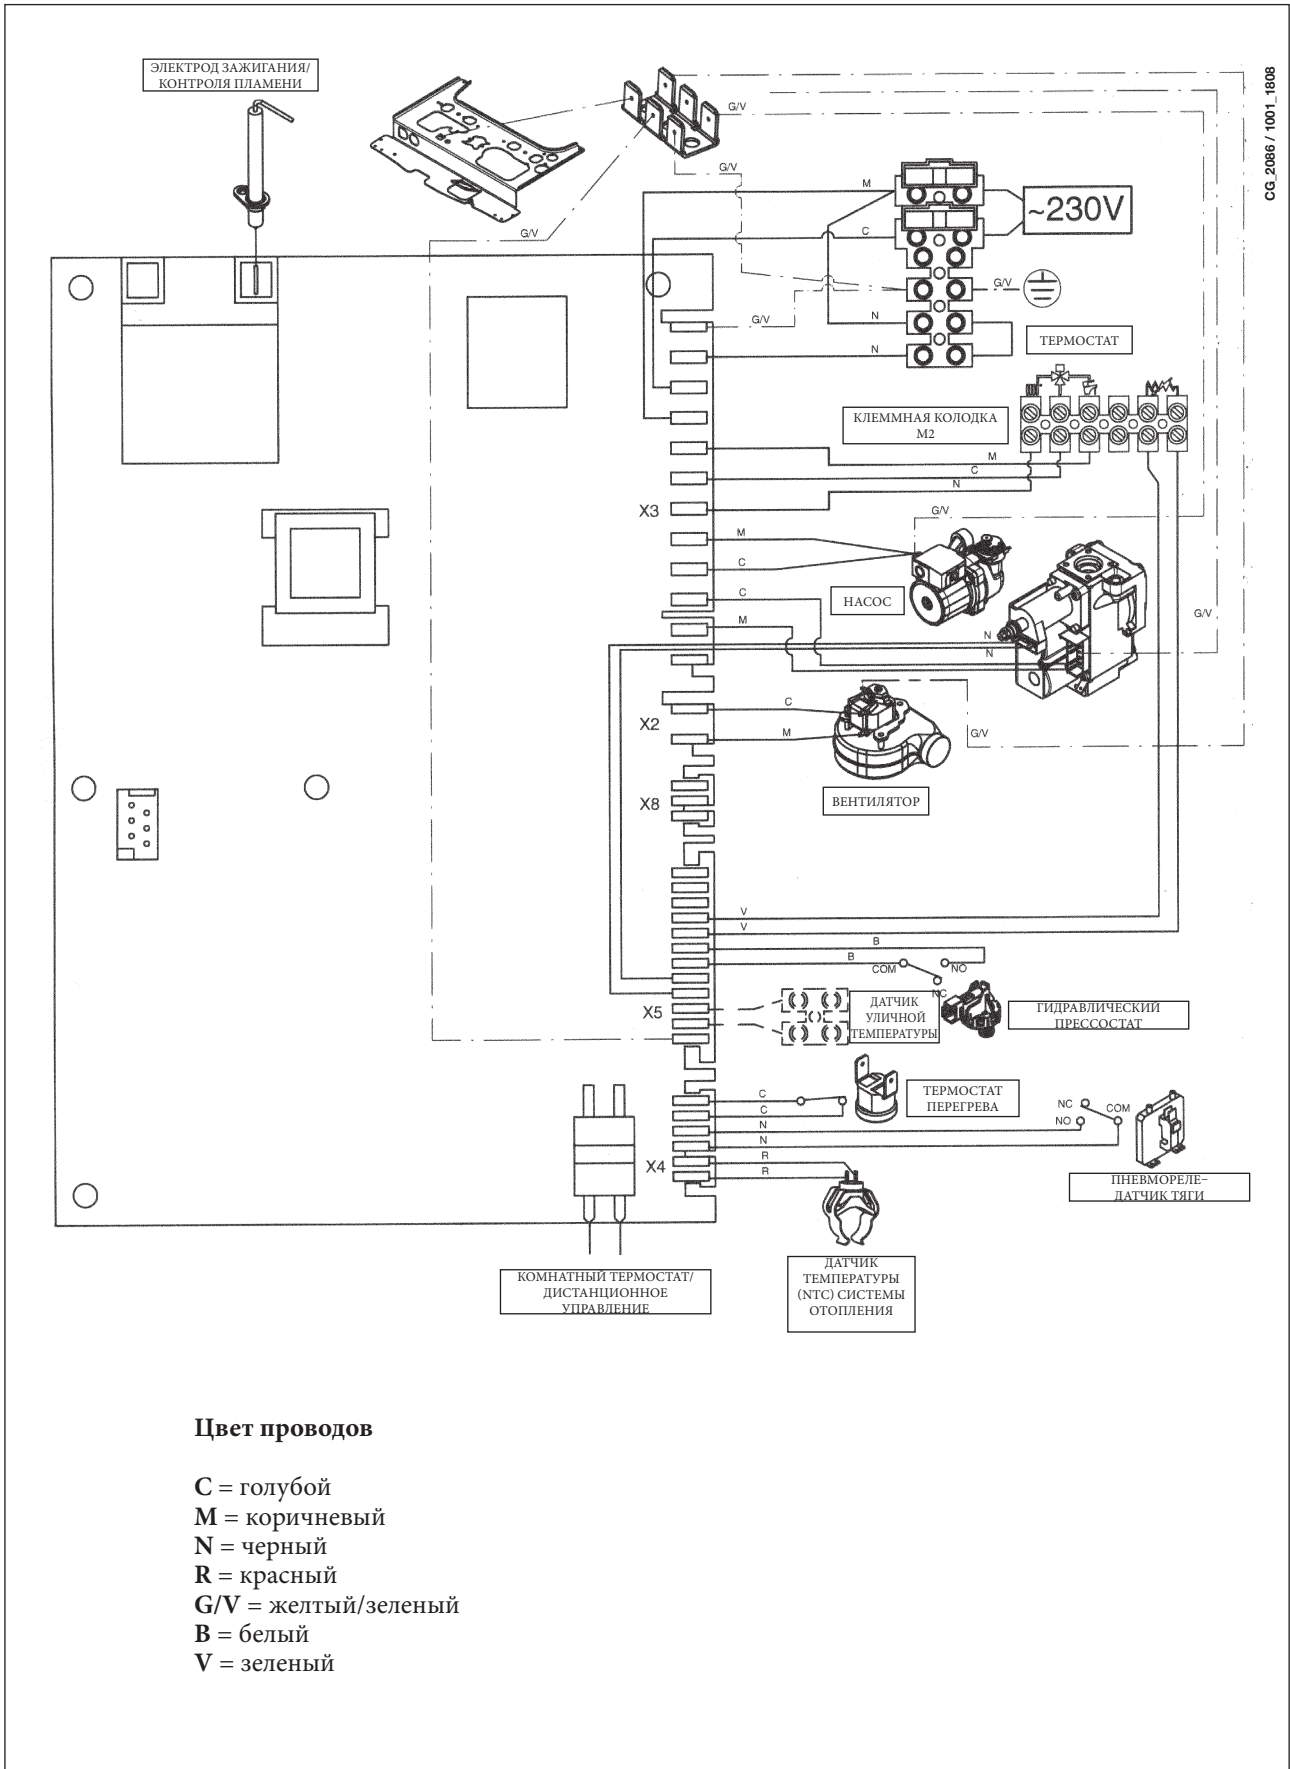 ЭЛЕКТРОД ЗАЖИГАНИЯ/
КОНТРОЛЯ ПЛАМЕНИ
CG_2086 / 1001_1808
G/V
G/V
G/V
M
~230V
C
G/V
G/V
N
N
ТЕРМОСТАТ
КЛЕММНАЯ КОЛОДКА
M2
M
C
N
X3
G/V
M
C
НАСОС
C
M
G/V
N
N
X2
C
M
G/V
ВЕНТИЛЯТОР
X8
V
V
B
B
COM
NO
NC
X5
ДАТЧИК
УЛИЧНОЙ
ТЕМПЕРАТУРЫ
ГИДРАВЛИЧЕСКИЙ
ПРЕССОСТАТ
C
C
N
N
ТЕРМОСТАТ
ПЕРЕГРЕВА
NC
COM
NO
X4
R
R
ПНЕВМОРЕЛЕ-
ДАТЧИК ТЯГИ
КОМНАТНЫЙ ТЕРМОСТАТ/
ДИСТАНЦИОННОЕ
УПРАВЛЕНИЕ
ДАТЧИК
ТЕМПЕРАТУРЫ
(NTC) СИСТЕМЫ
ОТОПЛЕНИЯ
Цвет проводов
C = голубой
M = коричневый
N = черный
R = красный
G/V = желтый/зеленый
B = белый
V = зеленый